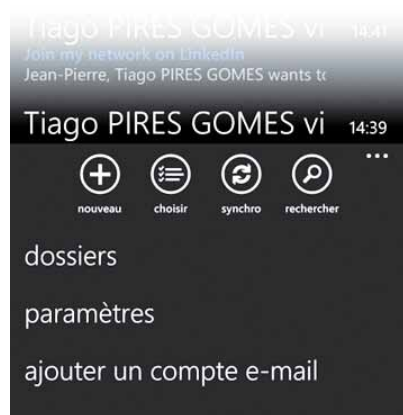 Tiago PIRES GOMES vi 14:41
Join my network on LinkedIn
Jean-Pierre, Tiago PIRES GOMES wants to
Tiago PIRES GOMES vi 14:39
nouveau choisir synchro rechercher
dossiers
paramètres
ajouter un compte e-mail